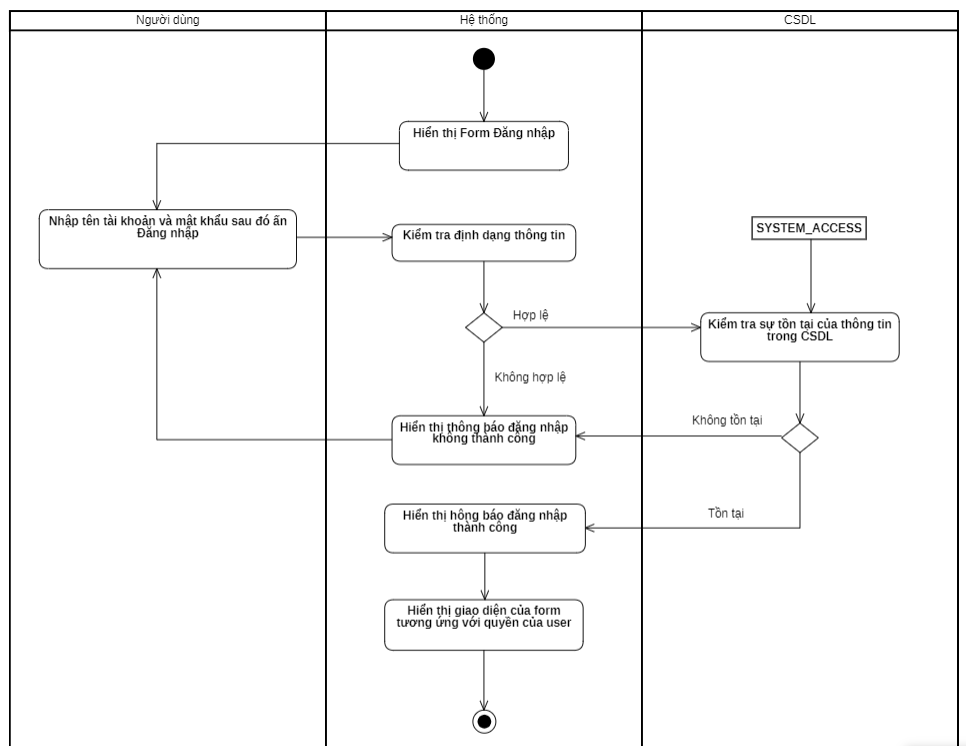 Người dùng
Hệ thống
CSDL
Hiển thị Form Đăng nhập
Nhập tên tài khoản và mật khẩu sau đó ấn
Đăng nhập
Kiểm tra định dạng thông tin
SYSTEM_ACCESS
Hợp lệ
Kiểm tra sự tồn tại của thông tin
trong CSDL
Không hợp lệ
Hiển thị thông báo đăng nhập
không thành công
Không tồn tại
Hiển thị hông báo đăng nhập
thành công
Tồn tại
Hiển thị giao diện của form
tương ứng với quyền của user